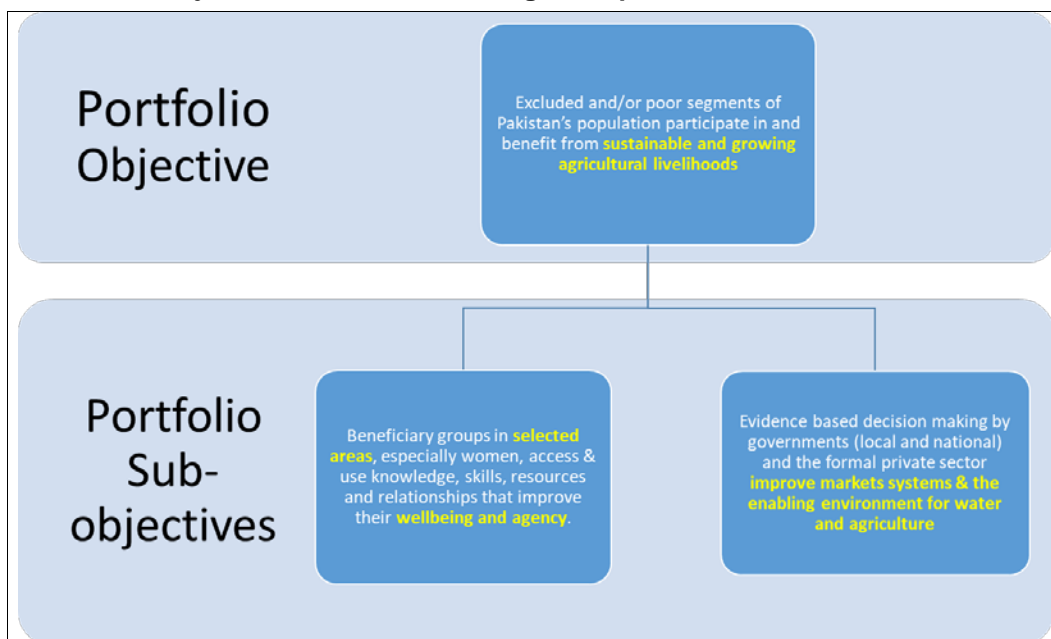 Portfolio
Objective
Excluded and/or poor segments of
Pakistan's population participate in and
benefit from sustainable and growing
agricultural livelihoods
Portfolio
Sub-
objectives
Beneficiary groups in selected
areas, especially women, access &
use knowledge, skills, resources
and relationships that improve
their wellbeing and agency.
Evidence based decision making by
governments (local and national)
and the formal private sector
improve markets systems & the
enabling environment for water
and agriculture